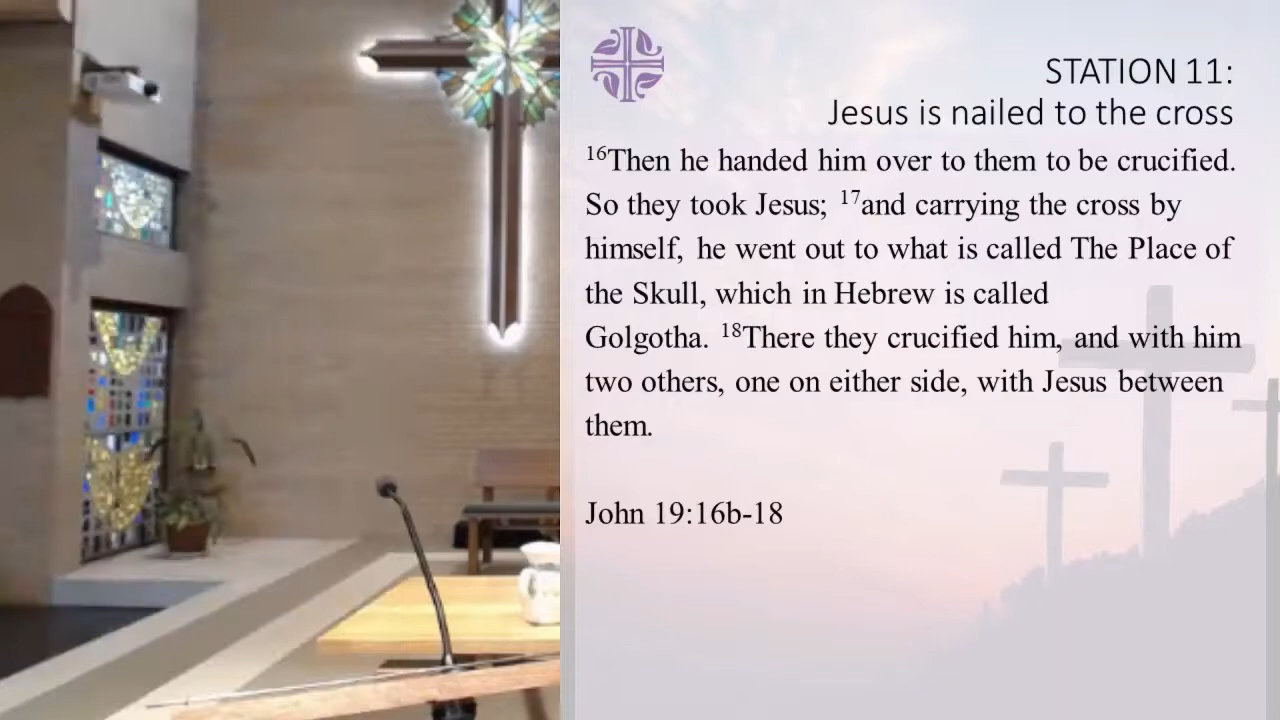 STATION 11:
Jesus is nailed to the cross
16Then he handed him over to them to be crucified.
So they took Jesus; 17and carrying the cross by
himself, he went out to what is called The Place of
the Skull, which in Hebrew is called
Golgotha. 18There they crucified him, and with him
two others, one on either side, with Jesus between
them.
John 19:16b-18